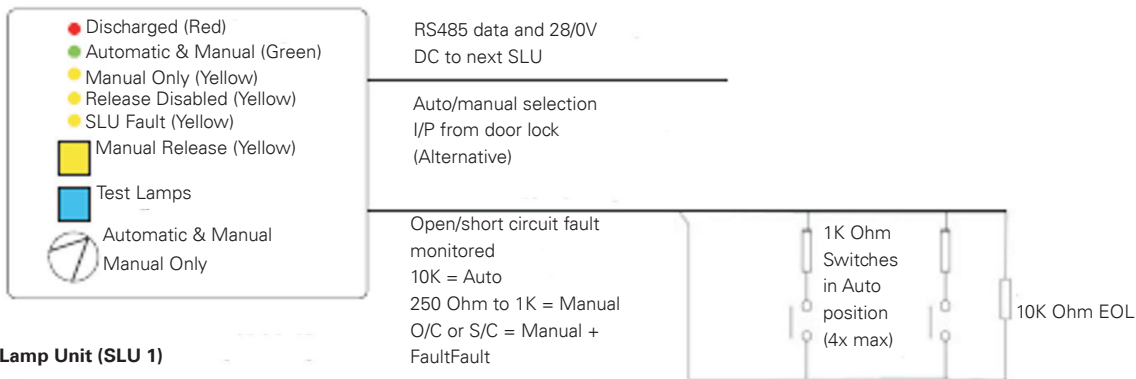 Discharged (Red)
Automatic & Manual (Green)
Manual Only (Yellow)
Release Disabled (Yellow)
SLU Fault (Yellow)
Manual Release (Yellow)
Test Lamps
Automatic & Manual
Manual Only
Lamp Unit (SLU 1)
RS485 data and 28/0V
DC to next SLU
Auto/manual selection
I/P from door lock
(Alternative)
Open/short circuit fault
monitored
10K = Auto
250 Ohm to 1K = Manual
O/C or S/C = Manual +
FaultFault
1K Ohm
Switches
in Auto
position
(4x max)
10K Ohm EOL